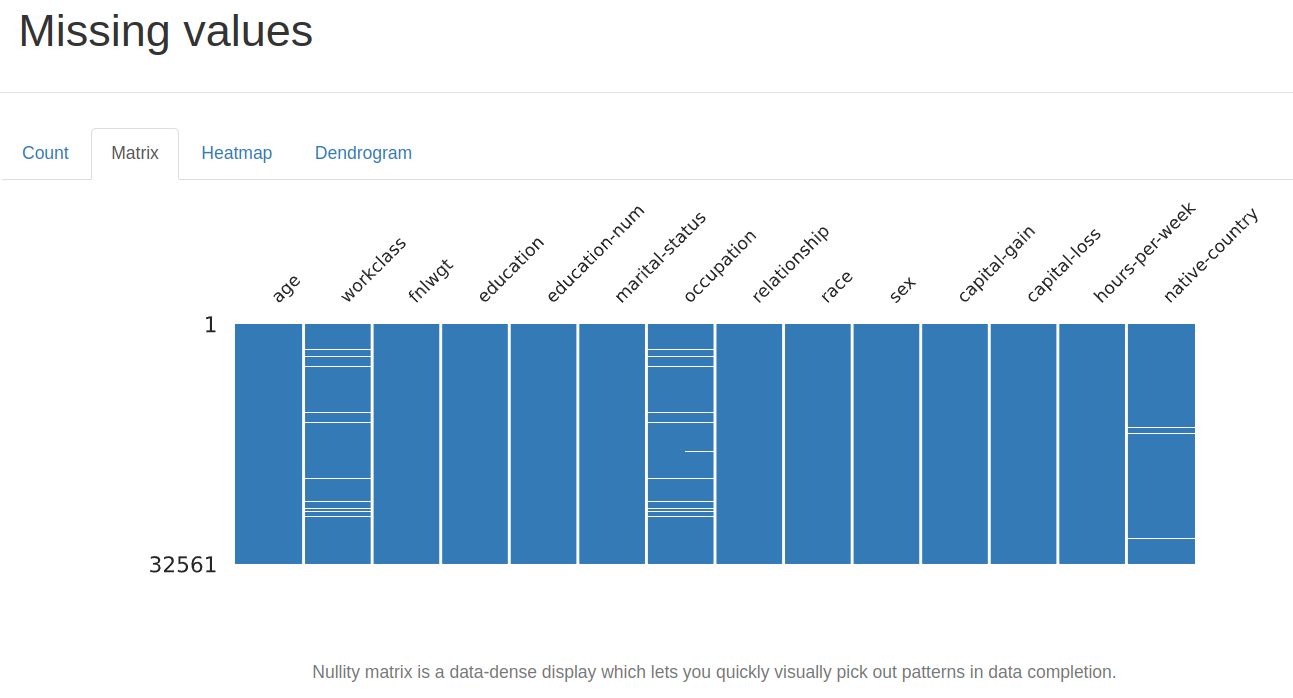 Missing values
Count Matrix Heatmap Dendrogram
age workclass fnlwgt education education-num marital-status occupation relationship race sex capital-gain capital-loss hours-per-week native-country
1
32561
Nullity matrix is a data-dense display which lets you quickly visually pick out patterns in data completion.